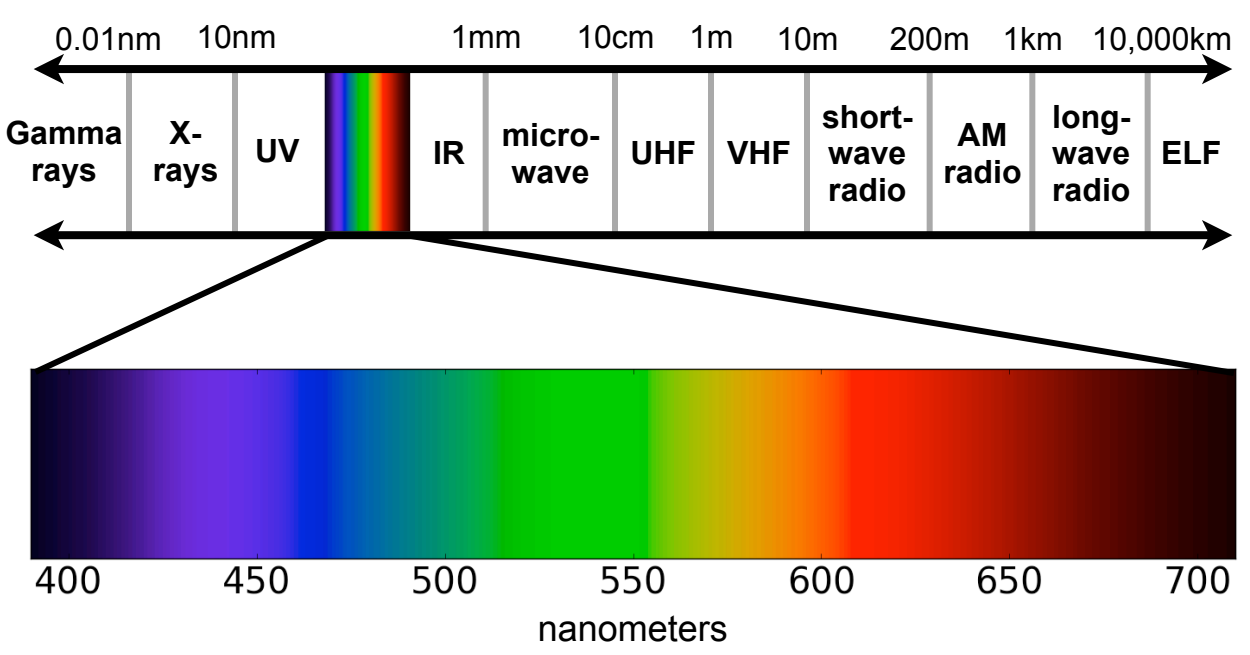 0.01nm 10nm 1mm 10cm 1m 10m 200m 1km 10,000km
Gamma rays
X-
rays
UV
IR
micro-
wave
UHF
VHF
short-
wave
radio
AM
radio
long-
wave
radio
ELF
400 450 500 550 600 650 700
nanometers